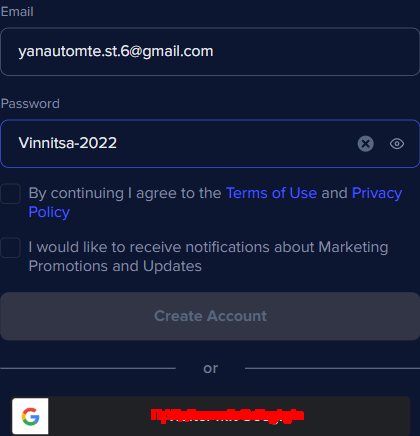 Email
yanautomte.st.6@gmail.com
Password
Vinnitsa-2022
By continuing I agree to the Terms of Use and Privacy
Policy
I would like to receive notifications about Marketing
Promotions and Updates
Create Account
or